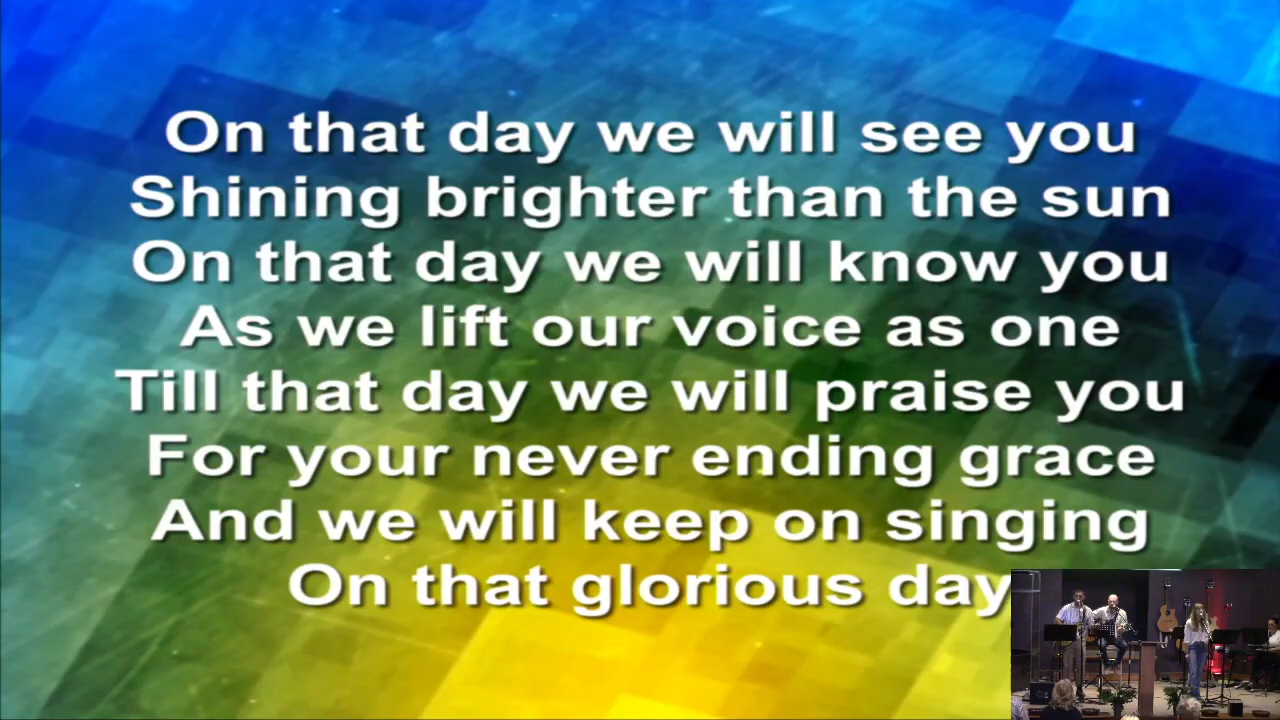 On that day we will see you
Shining brighter than the sun
On that day we will know you
As we lift our voice as one
Till that day we will praise you
For your never ending grace
And we will keep on singing
On that glorious day